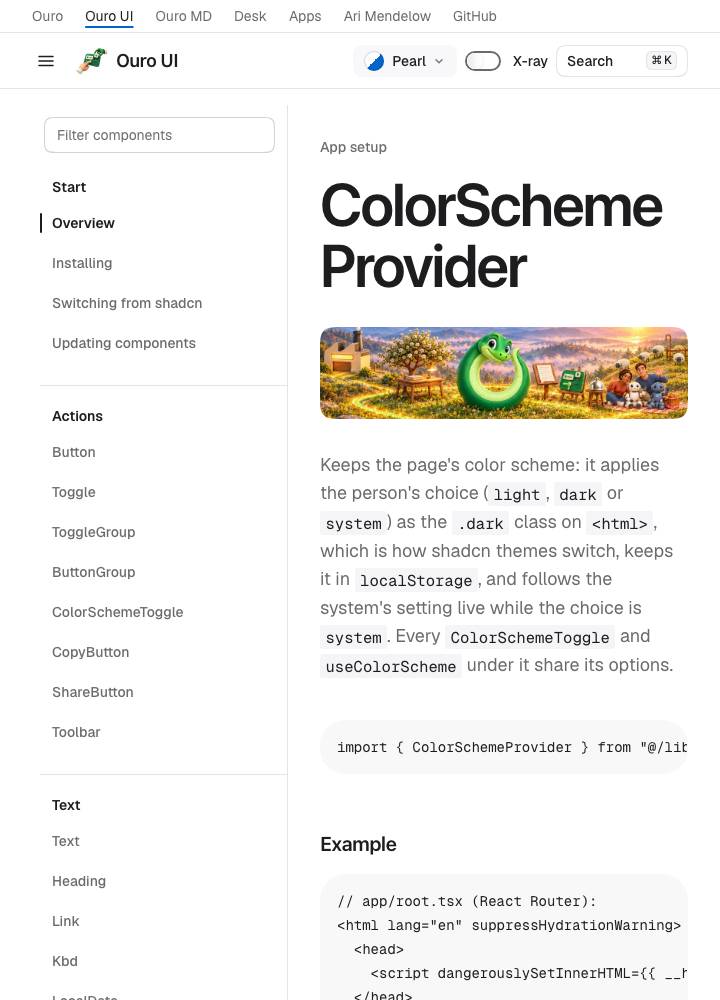 Ouro Ouro UI Ouro MD Desk Apps Ari Mendelow GitHub
Ouro UI Pearl X-ray Search ⌘K
Filter components
Start
Overview
Installing
Switching from shadcn
Updating components
Actions
Button
Toggle
ToggleGroup
ButtonGroup
ColorSchemeToggle
CopyButton
ShareButton
Toolbar
Text
Text
Heading
Link
Kbd
LocalDate
App setup
ColorScheme
Provider
Keeps the page's color scheme: it applies
the person's choice ( light , dark or
system ) as the .dark class on <html> ,
which is how shadcn themes switch, keeps
it in localStorage , and follows the
system's setting live while the choice is
system . Every ColorSchemeToggle and
useColorScheme under it share its options.
import { ColorSchemeProvider } from "@/lib
Example
// app/root.tsx (React Router):
<html lang="en" suppressHydrationWarning>
<head>
<script dangerouslySetInnerHTML={{ __h
</head>